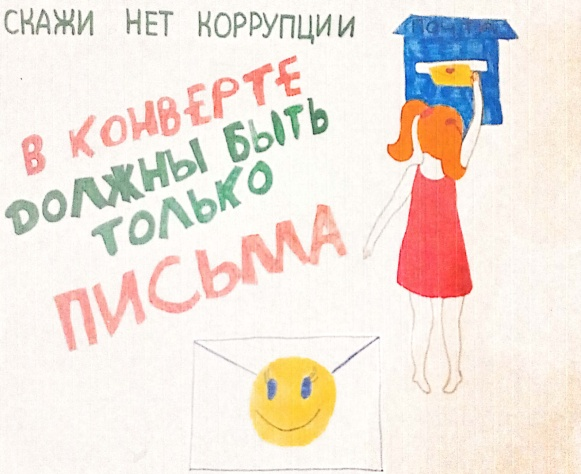 СКАЖИ НЕТ КОРРУПЦИИ
В КОНВЕРТЕ
ДОЛЖНЫ БЫТЬ
ТОЛЬКО
ПИСЬМА